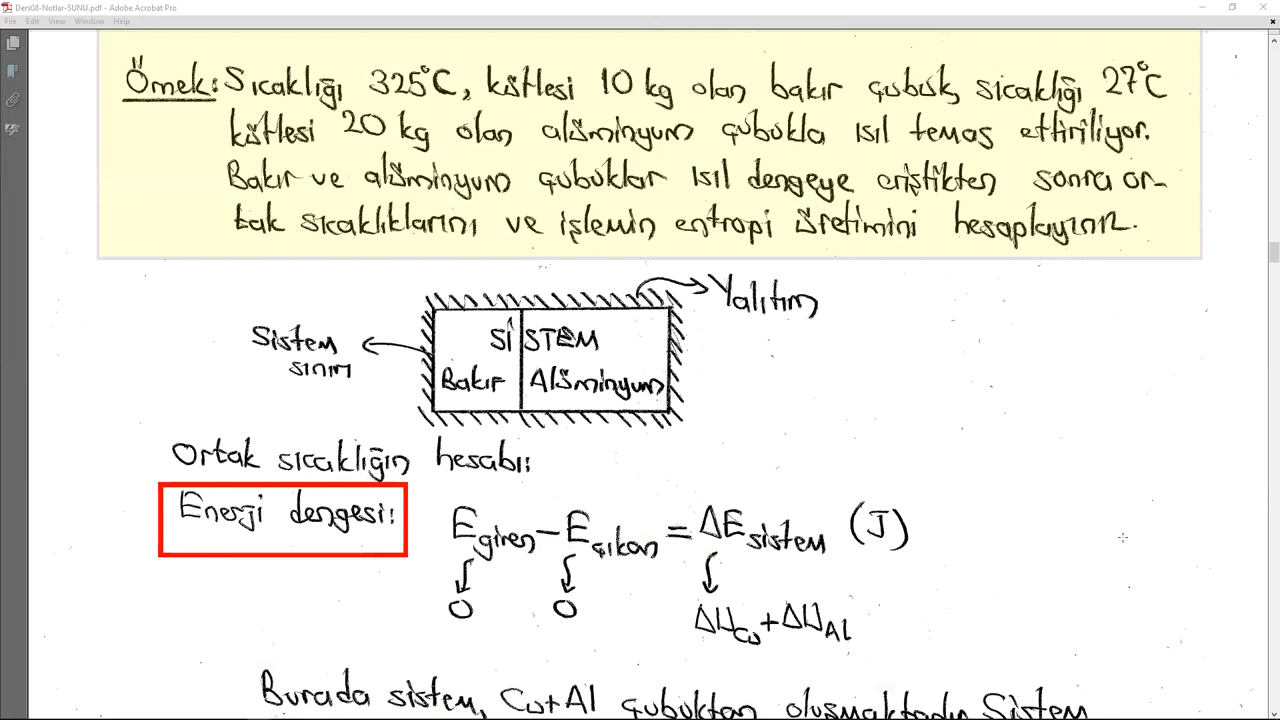 Ders08-Notlar-SUNU.pdf - Adobe Acrobat Pro
File Edit View Window Help
Örnek: Sıcaklığı 325°C, kütlesi 10 kg olan bakır çubuk, sıcaklığı 27°C
kütlesi 20 kg olan alüminyum çubukla ısıl temas ettiriliyor.
Bakır ve alüminyum çubuklar ısıl dengeye eriştikten sonra or-
tak sıcaklıklarını ve işlemin entropi üretimini hesaplayınız.
Yalıtım
Sistem
sınırı
SİSTEM
Bakır Alüminyum
Ortak sıcaklığın hesabı:
Enerji dengesi:
E giren - E çıkan = ΔE sistem (J)
0 0 ΔU Cu + ΔU Al
Burada sistem, Cu+Al çubuktan oluşmaktadır. Sistem